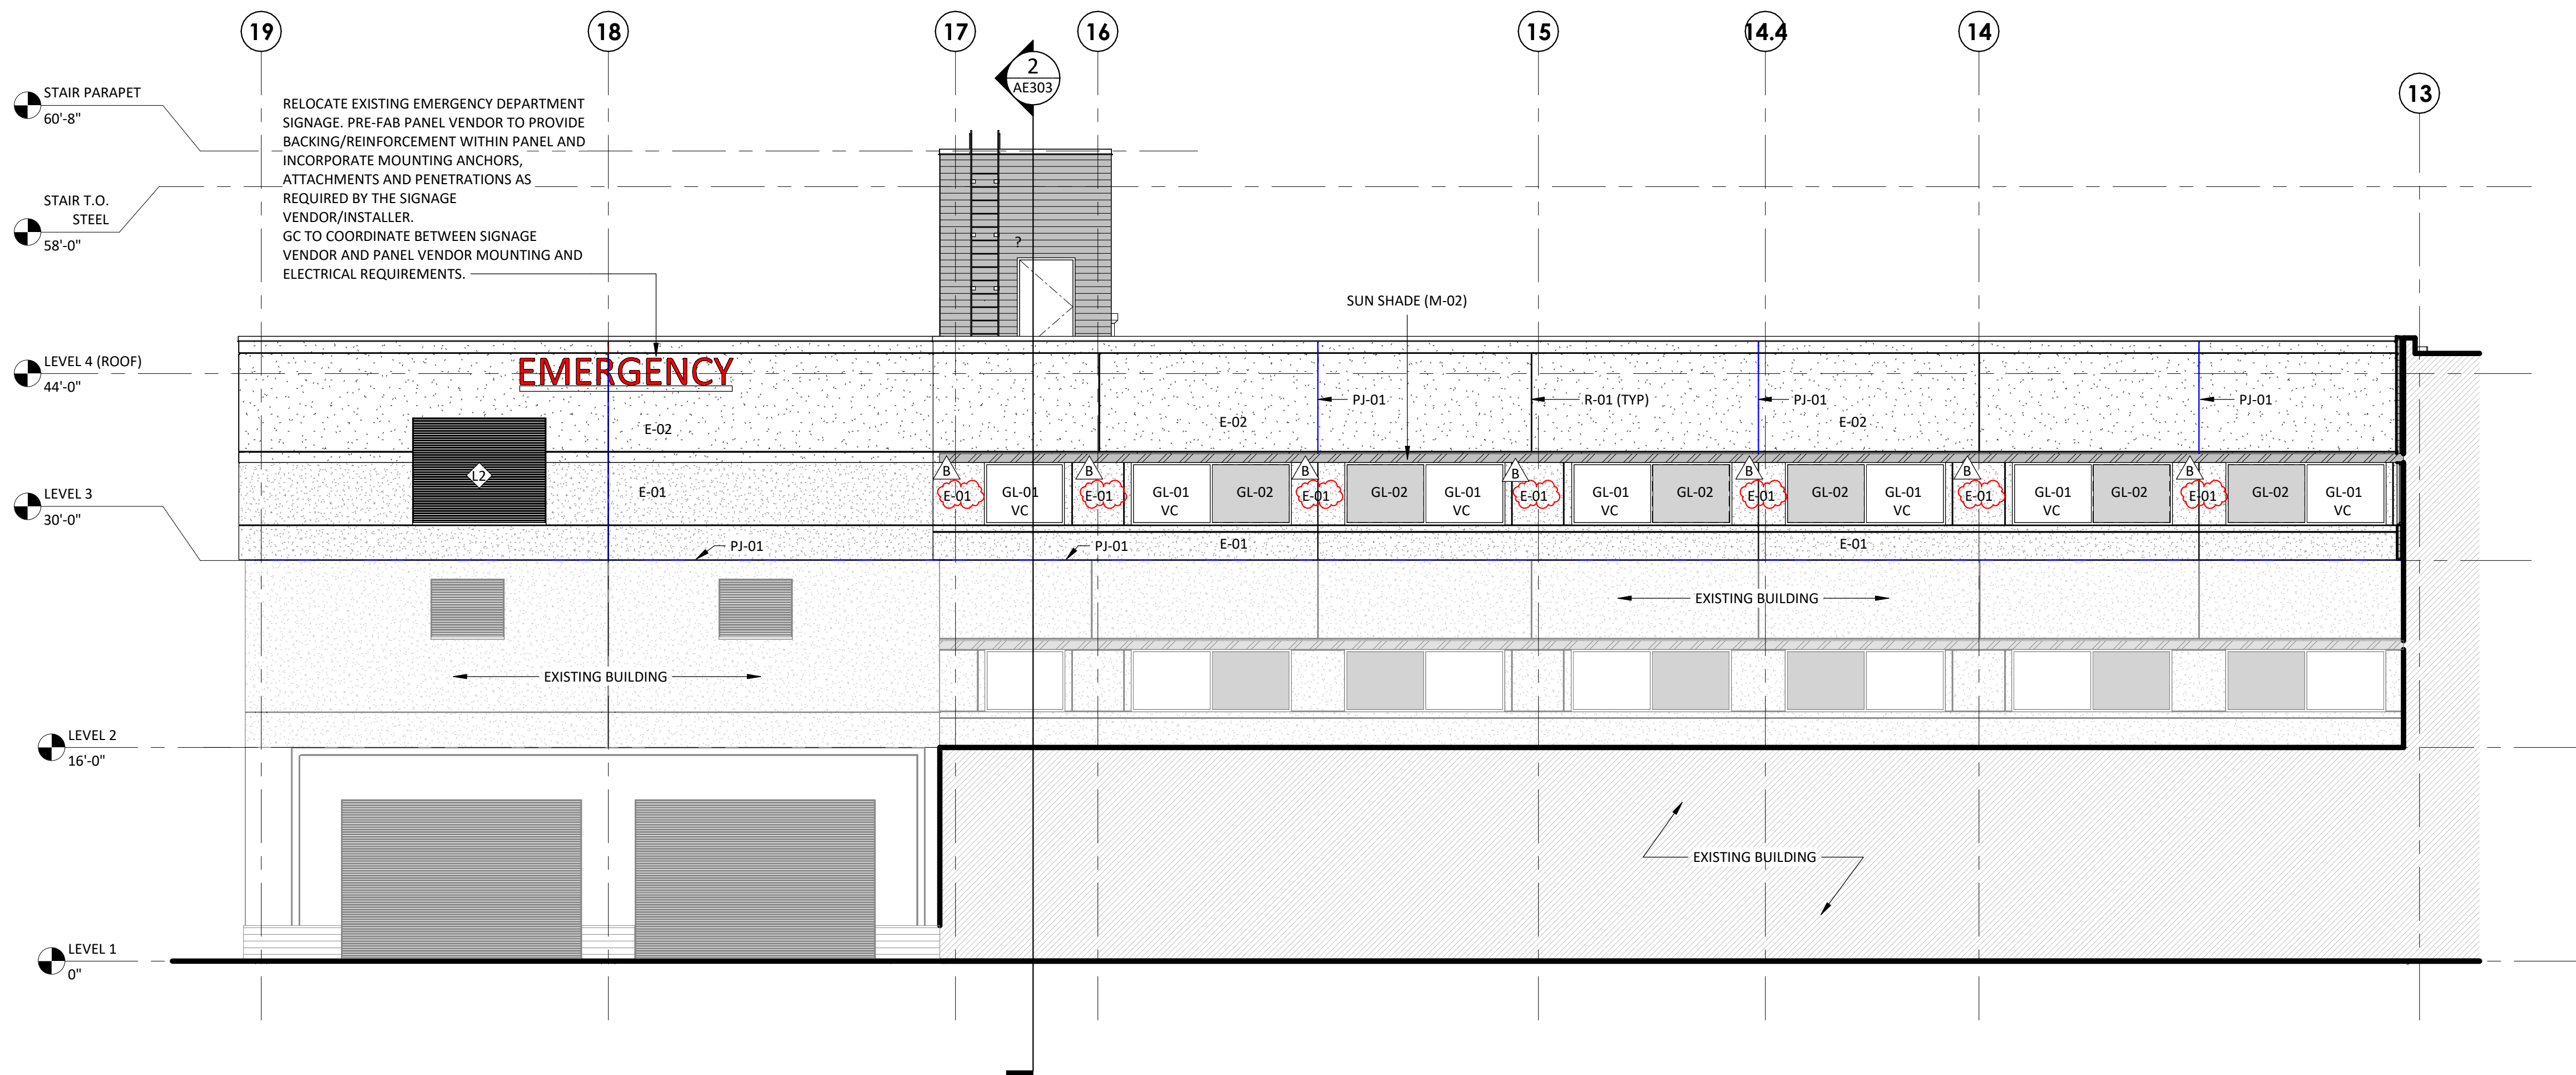 19
18
17
16
15
14.4
14
13
2
AE303
STAIR PARAPET
60'-8"
STAIR T.O.
STEEL
58'-0"
LEVEL 4 (ROOF)
44'-0"
LEVEL 3
30'-0"
LEVEL 2
16'-0"
LEVEL 1
0"
RELOCATE EXISTING EMERGENCY DEPARTMENT
SIGNAGE. PRE-FAB PANEL VENDOR TO PROVIDE
BACKING/REINFORCEMENT WITHIN PANEL AND
INCORPORATE MOUNTING ANCHORS,
ATTACHMENTS AND PENETRATIONS AS
REQUIRED BY THE SIGNAGE
VENDOR/INSTALLER.
GC TO COORDINATE BETWEEN SIGNAGE
VENDOR AND PANEL VENDOR MOUNTING AND
ELECTRICAL REQUIREMENTS.
?
SUN SHADE (M-02)
EMERGENCY
PJ-01
R-01 (TYP)
PJ-01
PJ-01
E-02
E-02
E-02
L2
E-01
B
E-01
GL-01
VC
B
E-01
GL-01
VC
GL-02
B
E-01
GL-02
GL-01
VC
B
E-01
GL-01
VC
GL-02
B
E-01
GL-02
GL-01
VC
B
E-01
GL-01
VC
GL-02
B
E-01
GL-02
GL-01
VC
PJ-01
PJ-01
E-01
E-01
EXISTING BUILDING
EXISTING BUILDING
EXISTING BUILDING